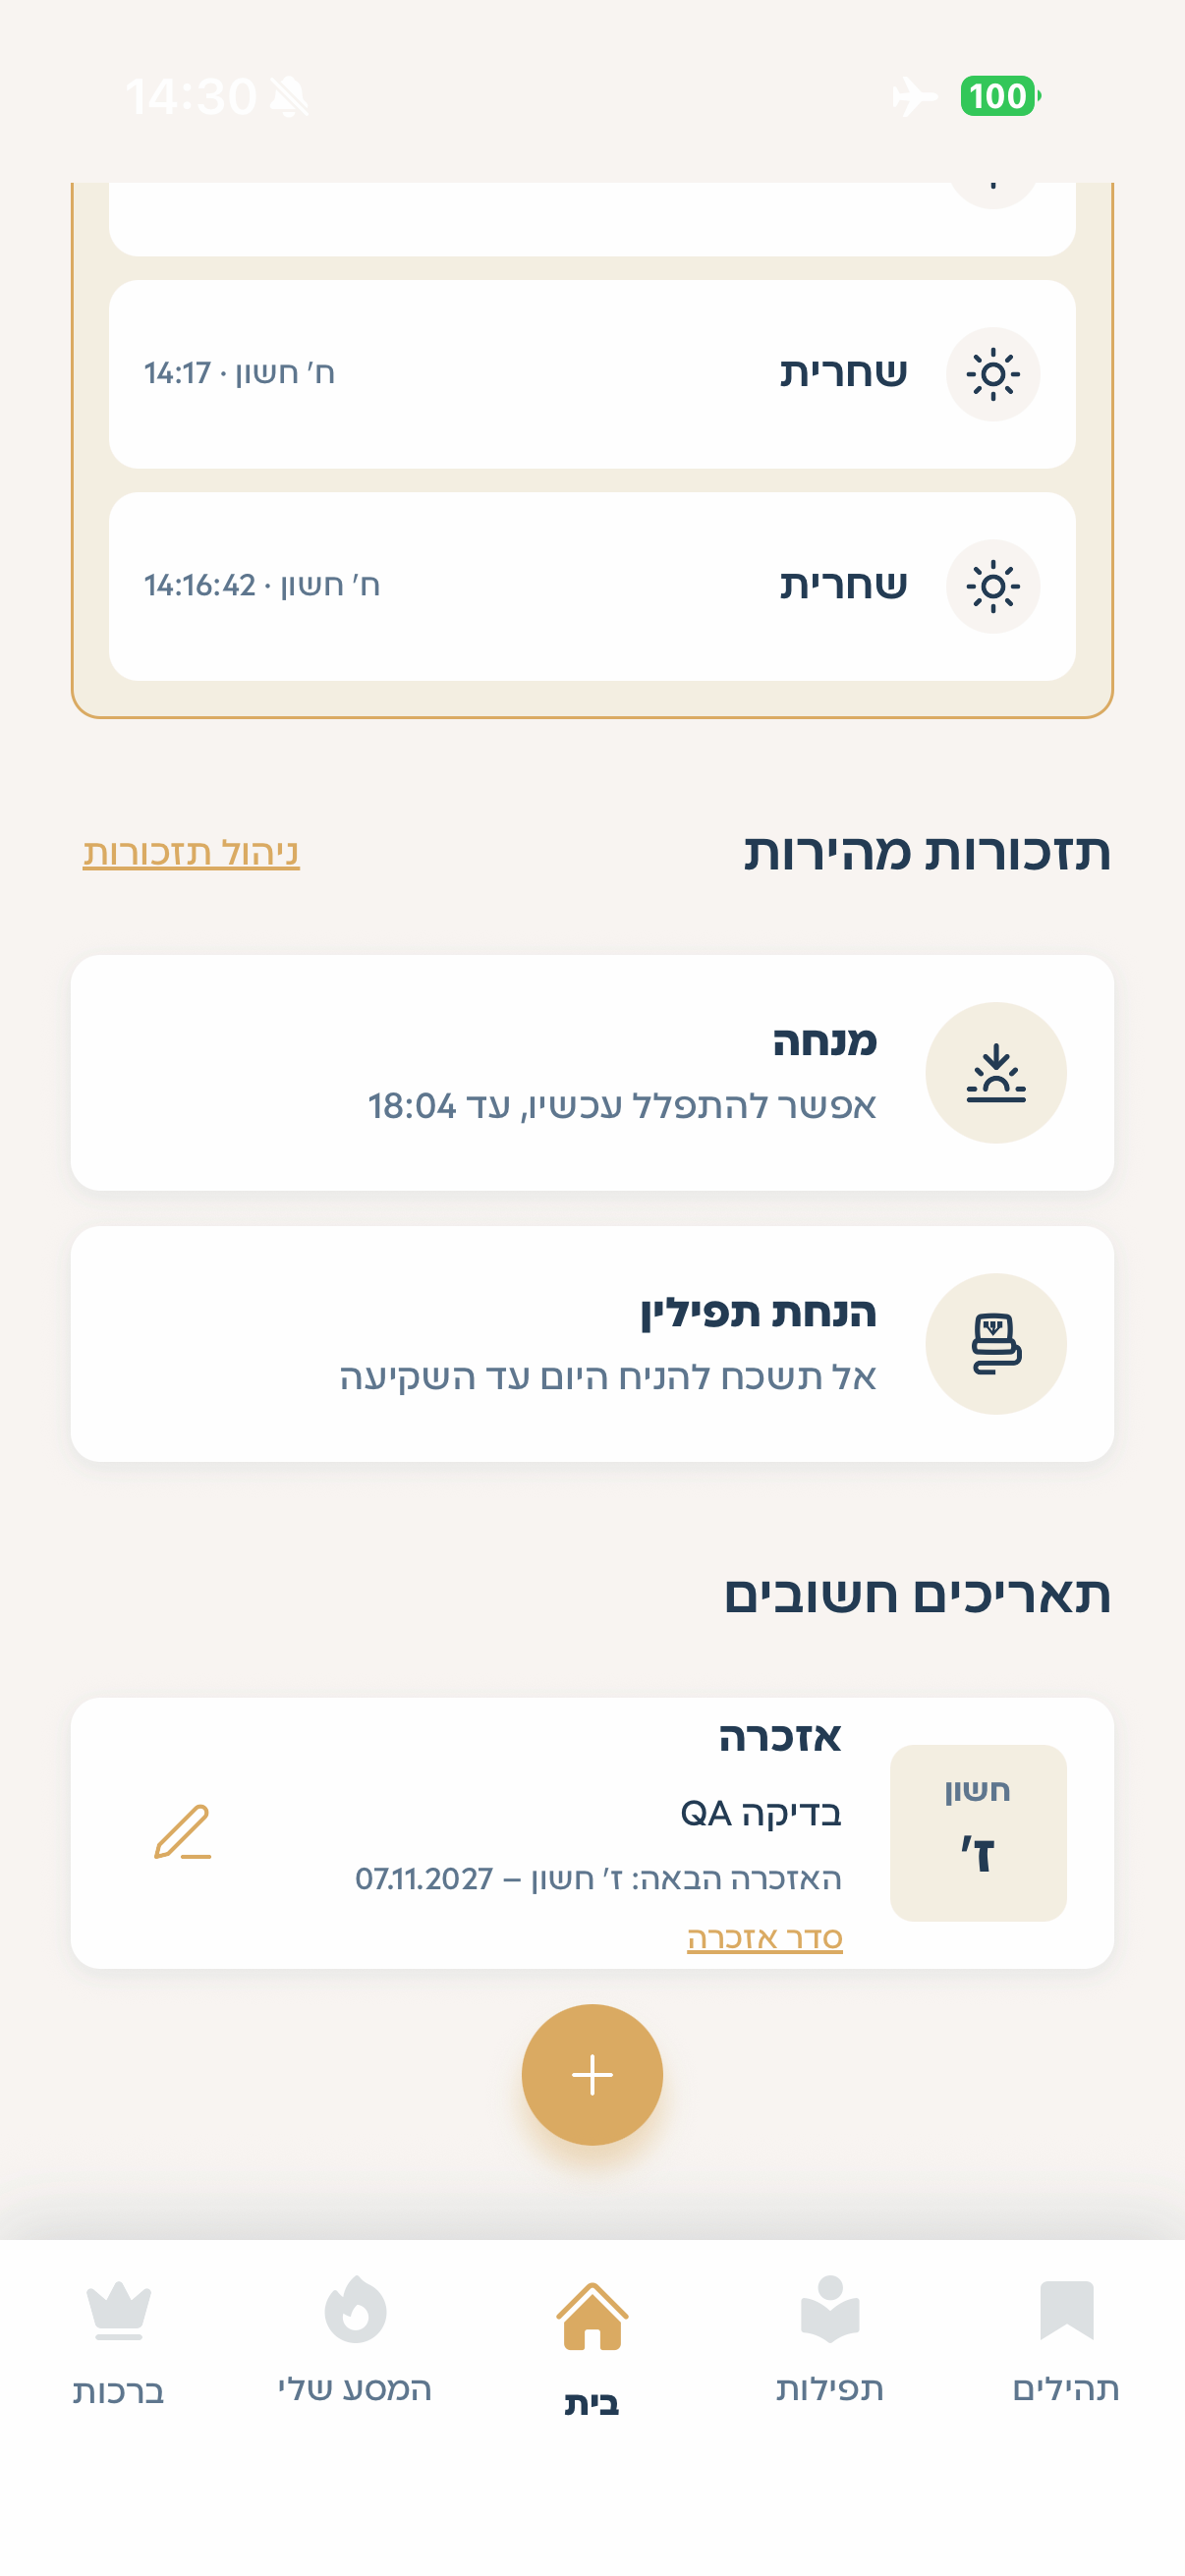 14:30
100
שחרית
ח' חשון · 14:17
שחרית
ח' חשון · 14:16:42
תזכורות מהירות
ניהול תזכורות
מנחה
אפשר להתפלל עכשיו, עד 18:04
הנחת תפילין
אל תשכח להניח היום עד השקיעה
תאריכים חשובים
חשון
ז'
אזכרה
בדיקה QA
האזכרה הבאה: ז' חשון – 07.11.2027
סדר אזכרה
תהילים
תפילות
בית
המסע שלי
ברכות